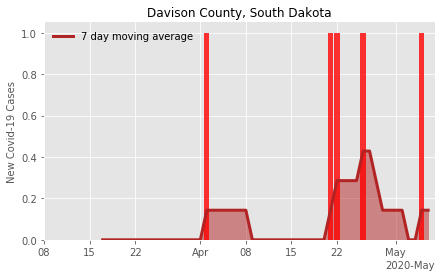 Davison County, South Dakota
7 day moving average
New Covid-19 Cases
1.0
0.8
0.6
0.4
0.2
0.0
08 15 22 Apr 08 15 22 May
2020-May